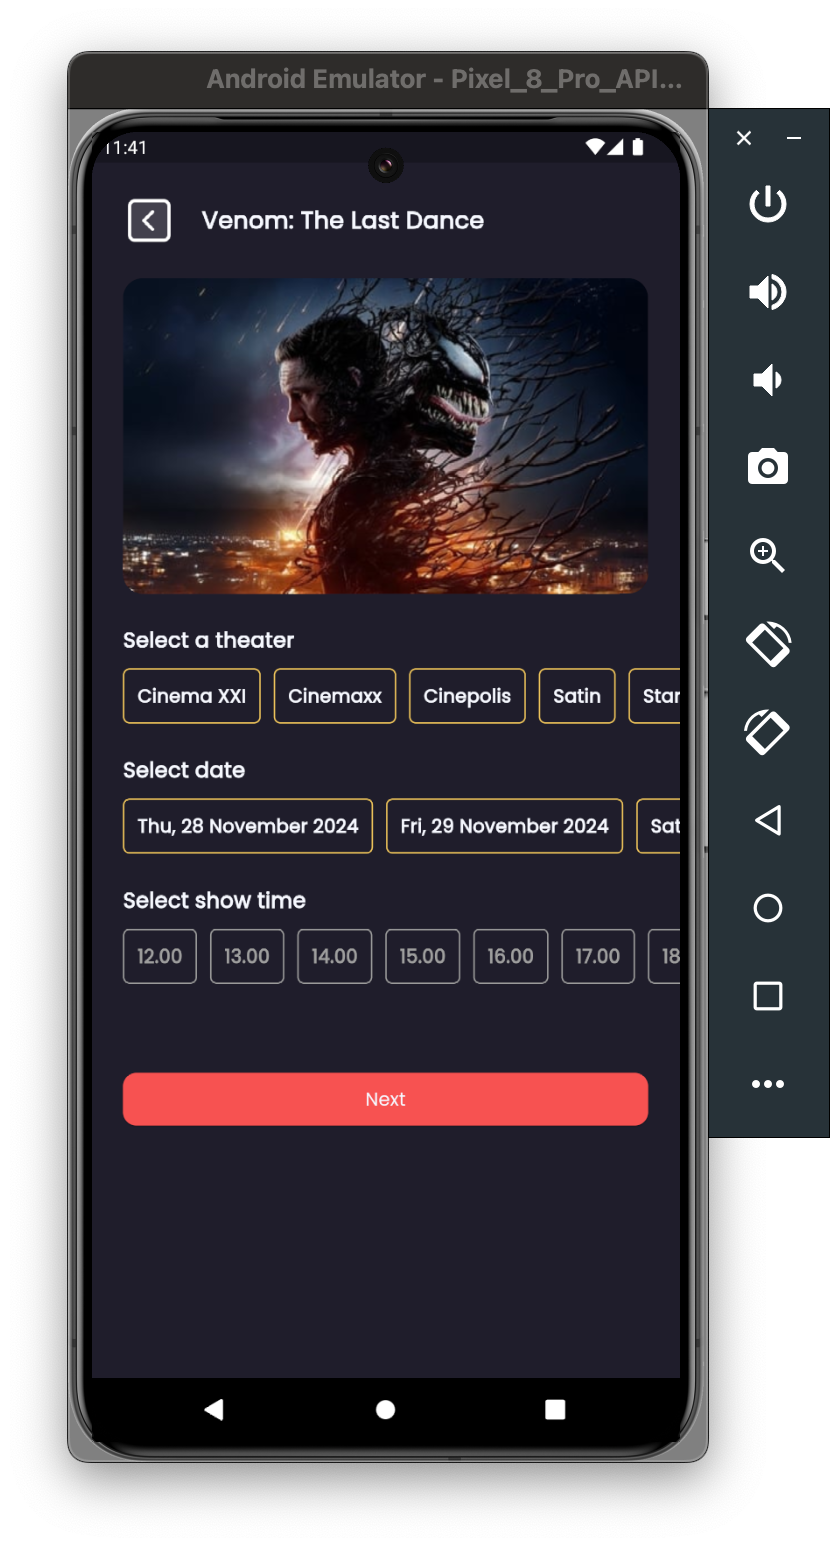 Android Emulator - Pixel_8_Pro_API...
11:41
Venom: The Last Dance
Select a theater
Cinema XXI Cinemaxx Cinepolis Satin Star
Select date
Thu, 28 November 2024 Fri, 29 November 2024 Sat
Select show time
12.00 13.00 14.00 15.00 16.00 17.00 18
Next